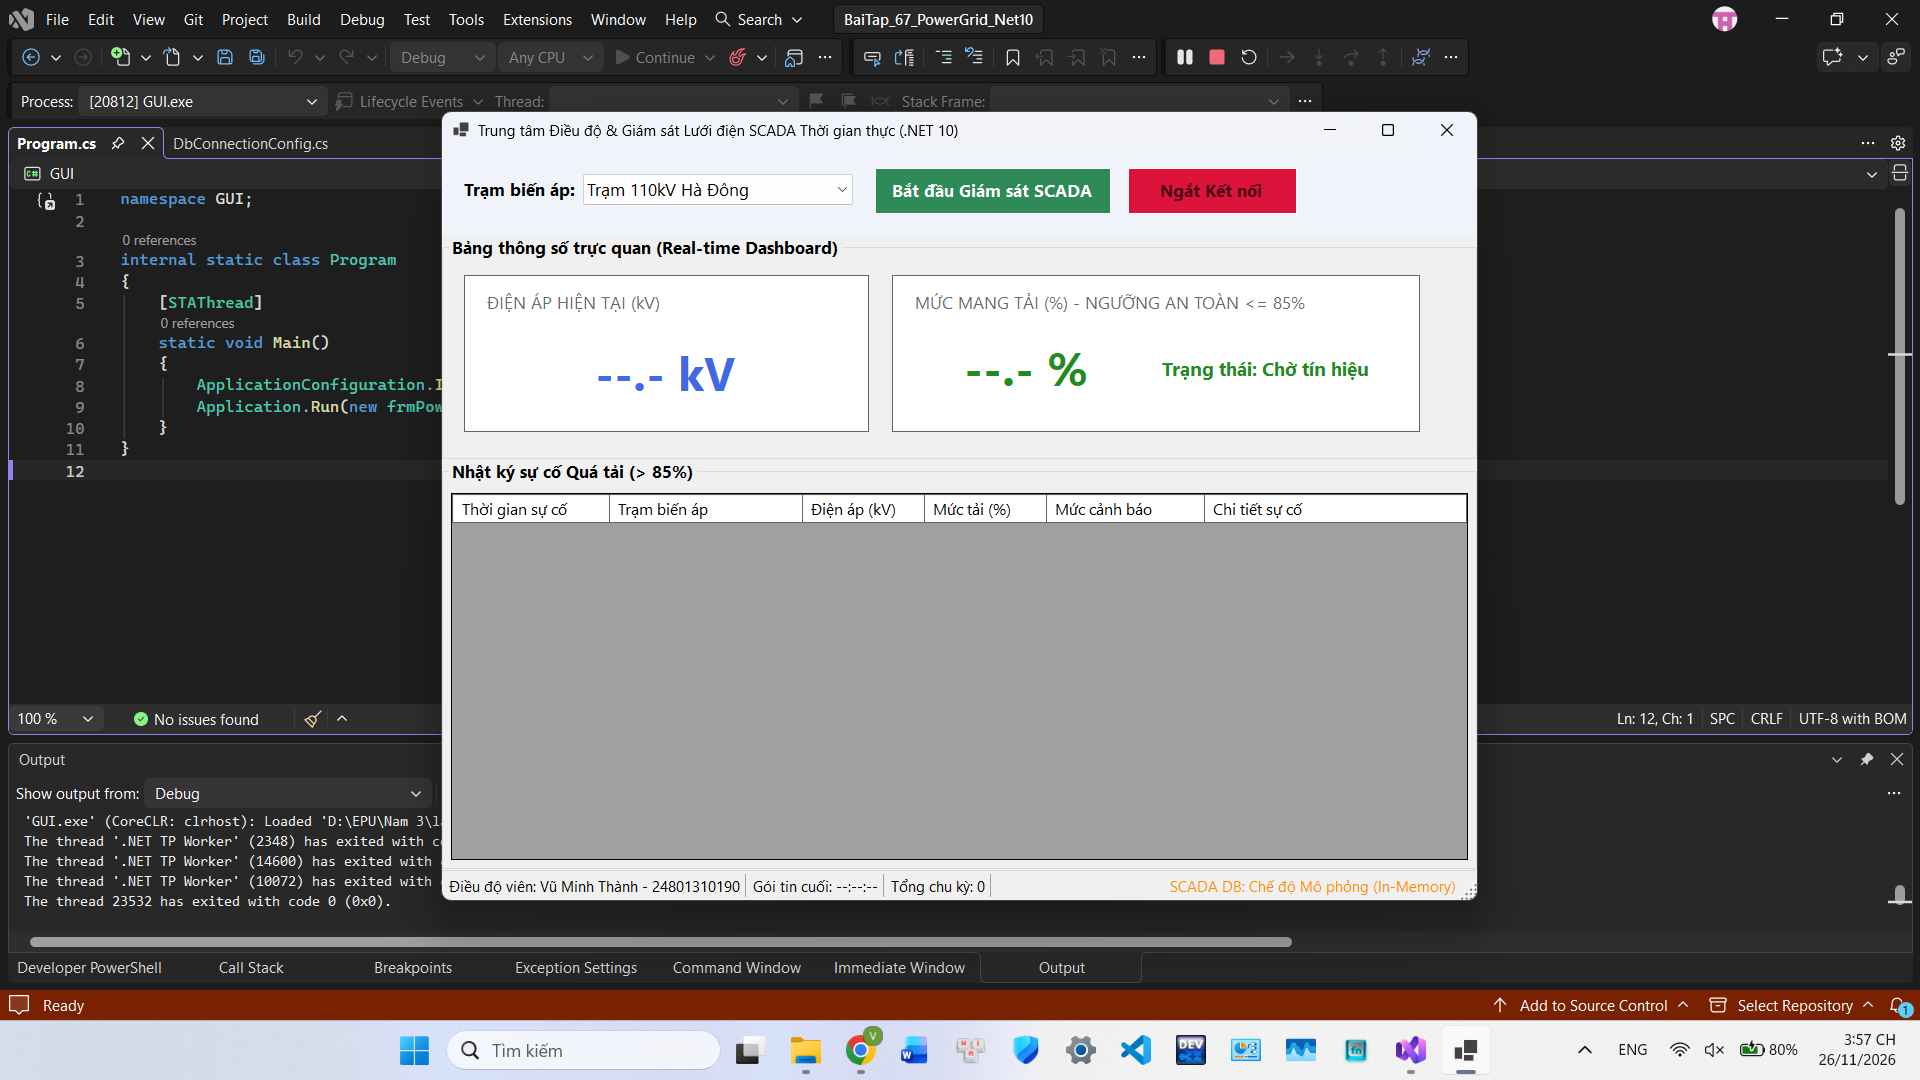 File Edit View Git Project Build Debug Test Tools Extensions Window Help Search BaiTap_67_PowerGrid_Net10
Debug Any CPU Continue
Process: [20812] GUI.exe Lifecycle Events Thread: Stack Frame:
Program.cs DbConnectionConfig.cs
GUI
1 namespace GUI;
2
0 references
3 internal static class Program
4 {
5 [STAThread]
0 references
6 static void Main()
7 {
8 ApplicationConfiguration.I
9 Application.Run(new frmPow
10 }
11 }
12
100 % No issues found
Ln: 12, Ch: 1 SPC CRLF UTF-8 with BOM
Trung tâm Điều độ & Giám sát Lưới điện SCADA Thời gian thực (.NET 10)
Trạm biến áp: Trạm 110kV Hà Đông Bắt đầu Giám sát SCADA Ngắt Kết nối
Bảng thông số trực quan (Real-time Dashboard)
ĐIỆN ÁP HIỆN TẠI (kV)
--.- kV
MỨC MANG TẢI (%) - NGƯỠNG AN TOÀN <= 85%
--.- % Trạng thái: Chờ tín hiệu
Nhật ký sự cố Quá tải (> 85%)
Thời gian sự cố Trạm biến áp Điện áp (kV) Mức tải (%) Mức cảnh báo Chi tiết sự cố
Điều độ viên: Vũ Minh Thành - 24801310190 Gói tin cuối: --:--:-- Tổng chu kỳ: 0 SCADA DB: Chế độ Mô phỏng (In-Memory)
Output
Show output from: Debug
'GUI.exe' (CoreCLR: clrhost): Loaded 'D:\EPU\Nam 3\l
The thread '.NET TP Worker' (2348) has exited with c
The thread '.NET TP Worker' (14600) has exited with
The thread '.NET TP Worker' (10072) has exited with
The thread 23532 has exited with code 0 (0x0).
Developer PowerShell Call Stack Breakpoints Exception Settings Command Window Immediate Window Output
Ready Add to Source Control Select Repository 1
Tìm kiếm V DEV C++ fn ENG 80% 3:57 CH
26/11/2026